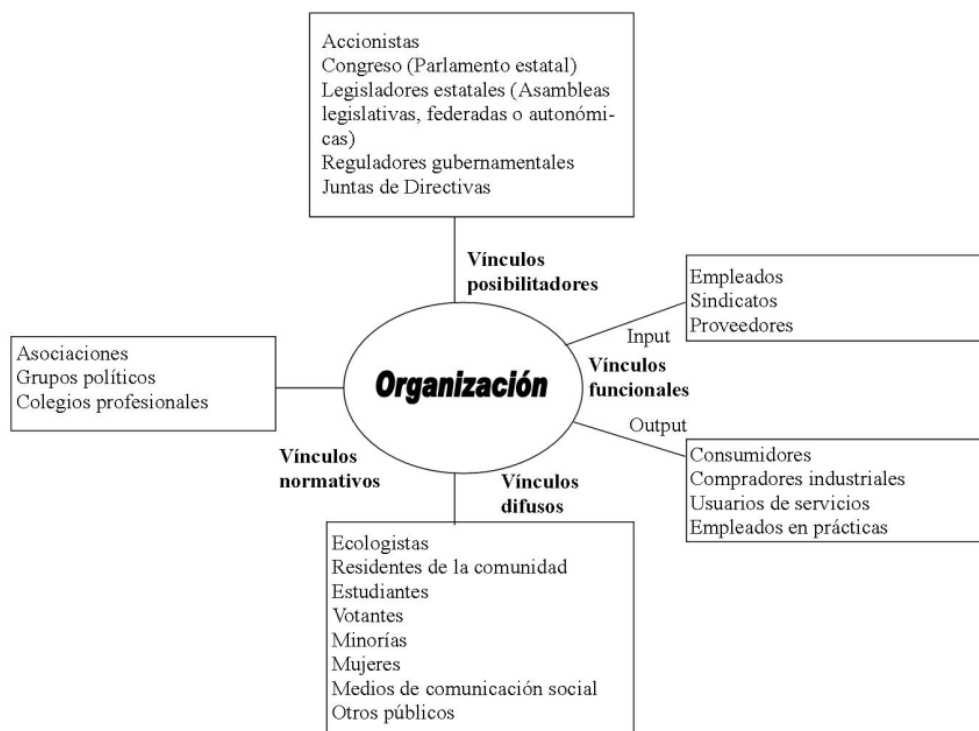 Accionistas
Congreso (Parlamento estatal)
Legisladores estatales (Asambleas
legislativas, federadas o autonómi-
cas)
Reguladores gubernamentales
Juntas de Directivas
Vínculos
posibilitadores
Empleados
Sindicatos
Proveedores
Input
Asociaciones
Grupos políticos
Colegios profesionales
Organización
Vínculos
funcionales
Output
Consumidores
Compradores industriales
Usuarios de servicios
Empleados en prácticas
Vínculos
normativos
Vínculos
difusos
Ecologistas
Residentes de la comunidad
Estudiantes
Votantes
Minorías
Mujeres
Medios de comunicación social
Otros públicos